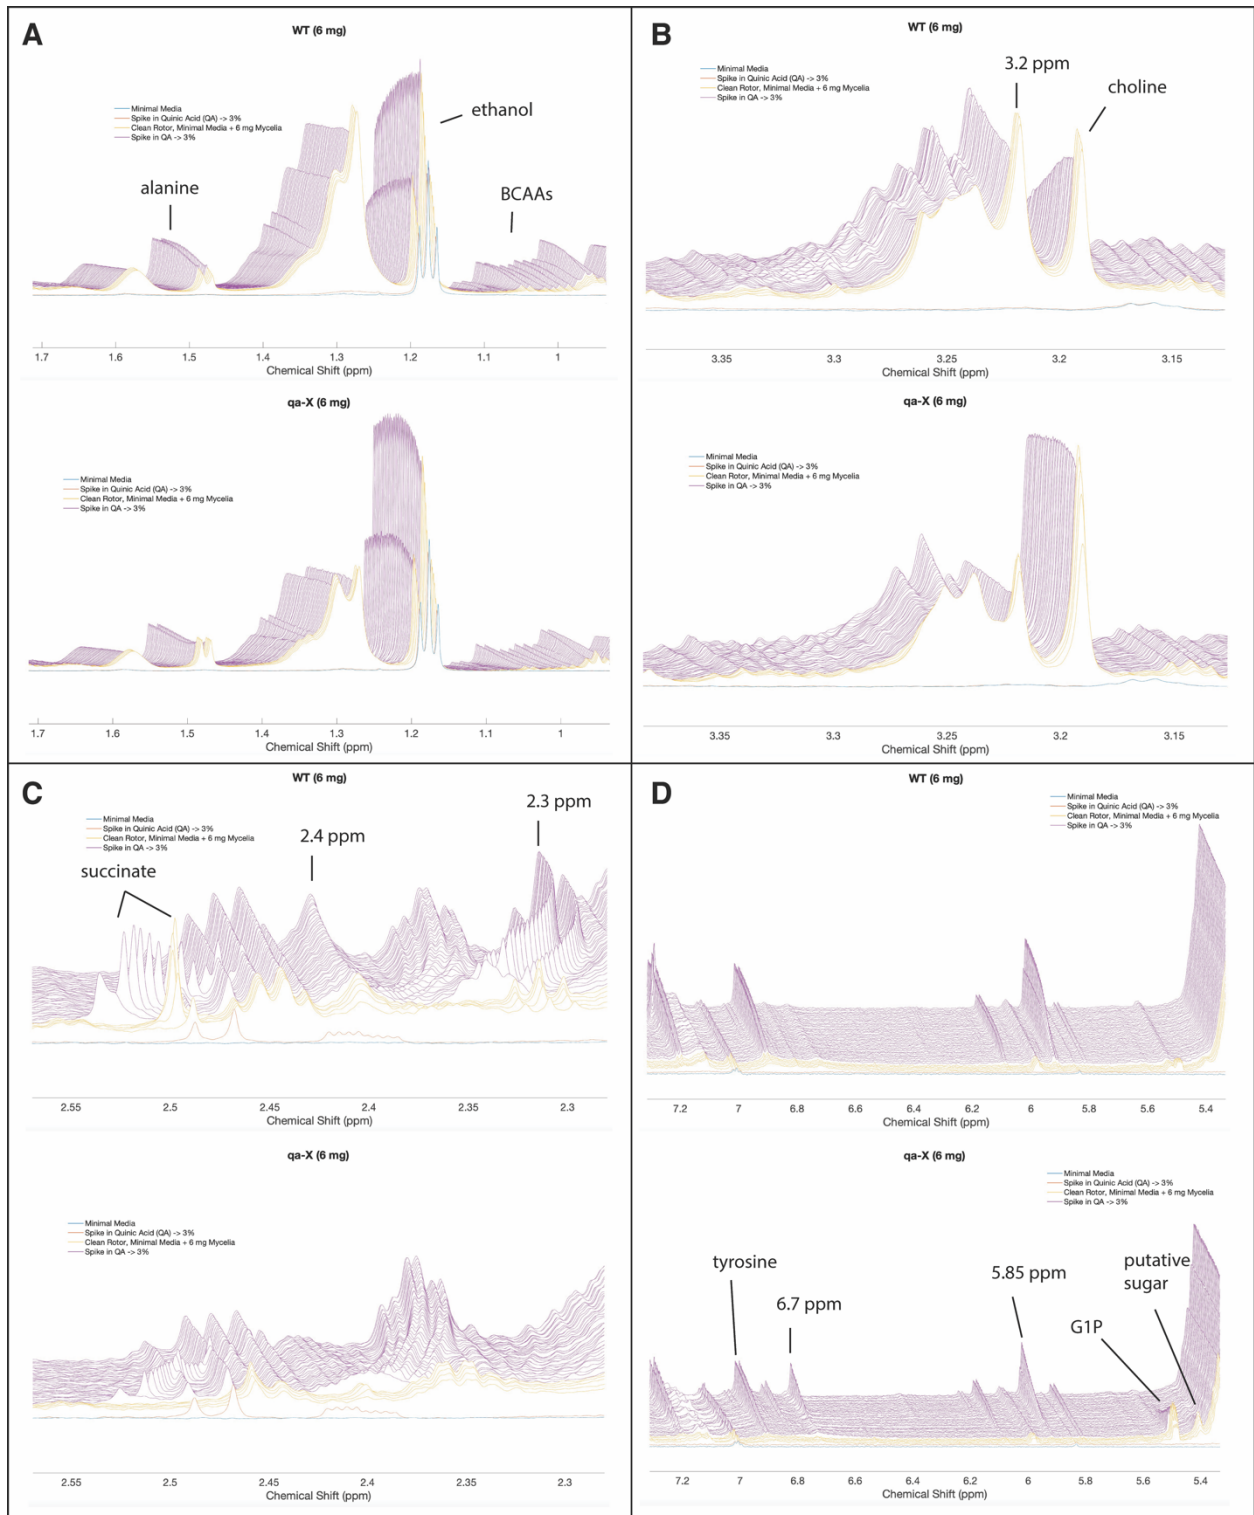 A
WT (6 mg)
Minimal Media
Spike in Quinic Acid (QA) -> 3%
Clean Rotor, Minimal Media + 6 mg Mycelia
Spike in QA -> 3%
alanine
ethanol
BCAAs
1.7 1.6 1.5 1.4 1.3 1.2 1.1 1
Chemical Shift (ppm)
qa-X (6 mg)
Minimal Media
Spike in Quinic Acid (QA) -> 3%
Clean Rotor, Minimal Media + 6 mg Mycelia
Spike in QA -> 3%
1.7 1.6 1.5 1.4 1.3 1.2 1.1 1
Chemical Shift (ppm)
B
WT (6 mg)
Minimal Media
Spike in Quinic Acid (QA) -> 3%
Clean Rotor, Minimal Media + 6 mg Mycelia
Spike in QA -> 3%
3.2 ppm
choline
3.35 3.3 3.25 3.2 3.15
Chemical Shift (ppm)
qa-X (6 mg)
Minimal Media
Spike in Quinic Acid (QA) -> 3%
Clean Rotor, Minimal Media + 6 mg Mycelia
Spike in QA -> 3%
3.35 3.3 3.25 3.2 3.15
Chemical Shift (ppm)
C
WT (6 mg)
Minimal Media
Spike in Quinic Acid (QA) -> 3%
Clean Rotor, Minimal Media + 6 mg Mycelia
Spike in QA -> 3%
succinate
2.4 ppm
2.3 ppm
2.55 2.5 2.45 2.4 2.35 2.3
Chemical Shift (ppm)
qa-X (6 mg)
Minimal Media
Spike in Quinic Acid (QA) -> 3%
Clean Rotor, Minimal Media + 6 mg Mycelia
Spike in QA -> 3%
2.55 2.5 2.45 2.4 2.35 2.3
Chemical Shift (ppm)
D
WT (6 mg)
Minimal Media
Spike in Quinic Acid (QA) -> 3%
Clean Rotor, Minimal Media + 6 mg Mycelia
Spike in QA -> 3%
7.2 7 6.8 6.6 6.4 6.2 6 5.8 5.6 5.4
Chemical Shift (ppm)
qa-X (6 mg)
Minimal Media
Spike in Quinic Acid (QA) -> 3%
Clean Rotor, Minimal Media + 6 mg Mycelia
Spike in QA -> 3%
tyrosine
6.7 ppm
5.85 ppm
putative
sugar
G1P
7.2 7 6.8 6.6 6.4 6.2 6 5.8 5.6 5.4
Chemical Shift (ppm)